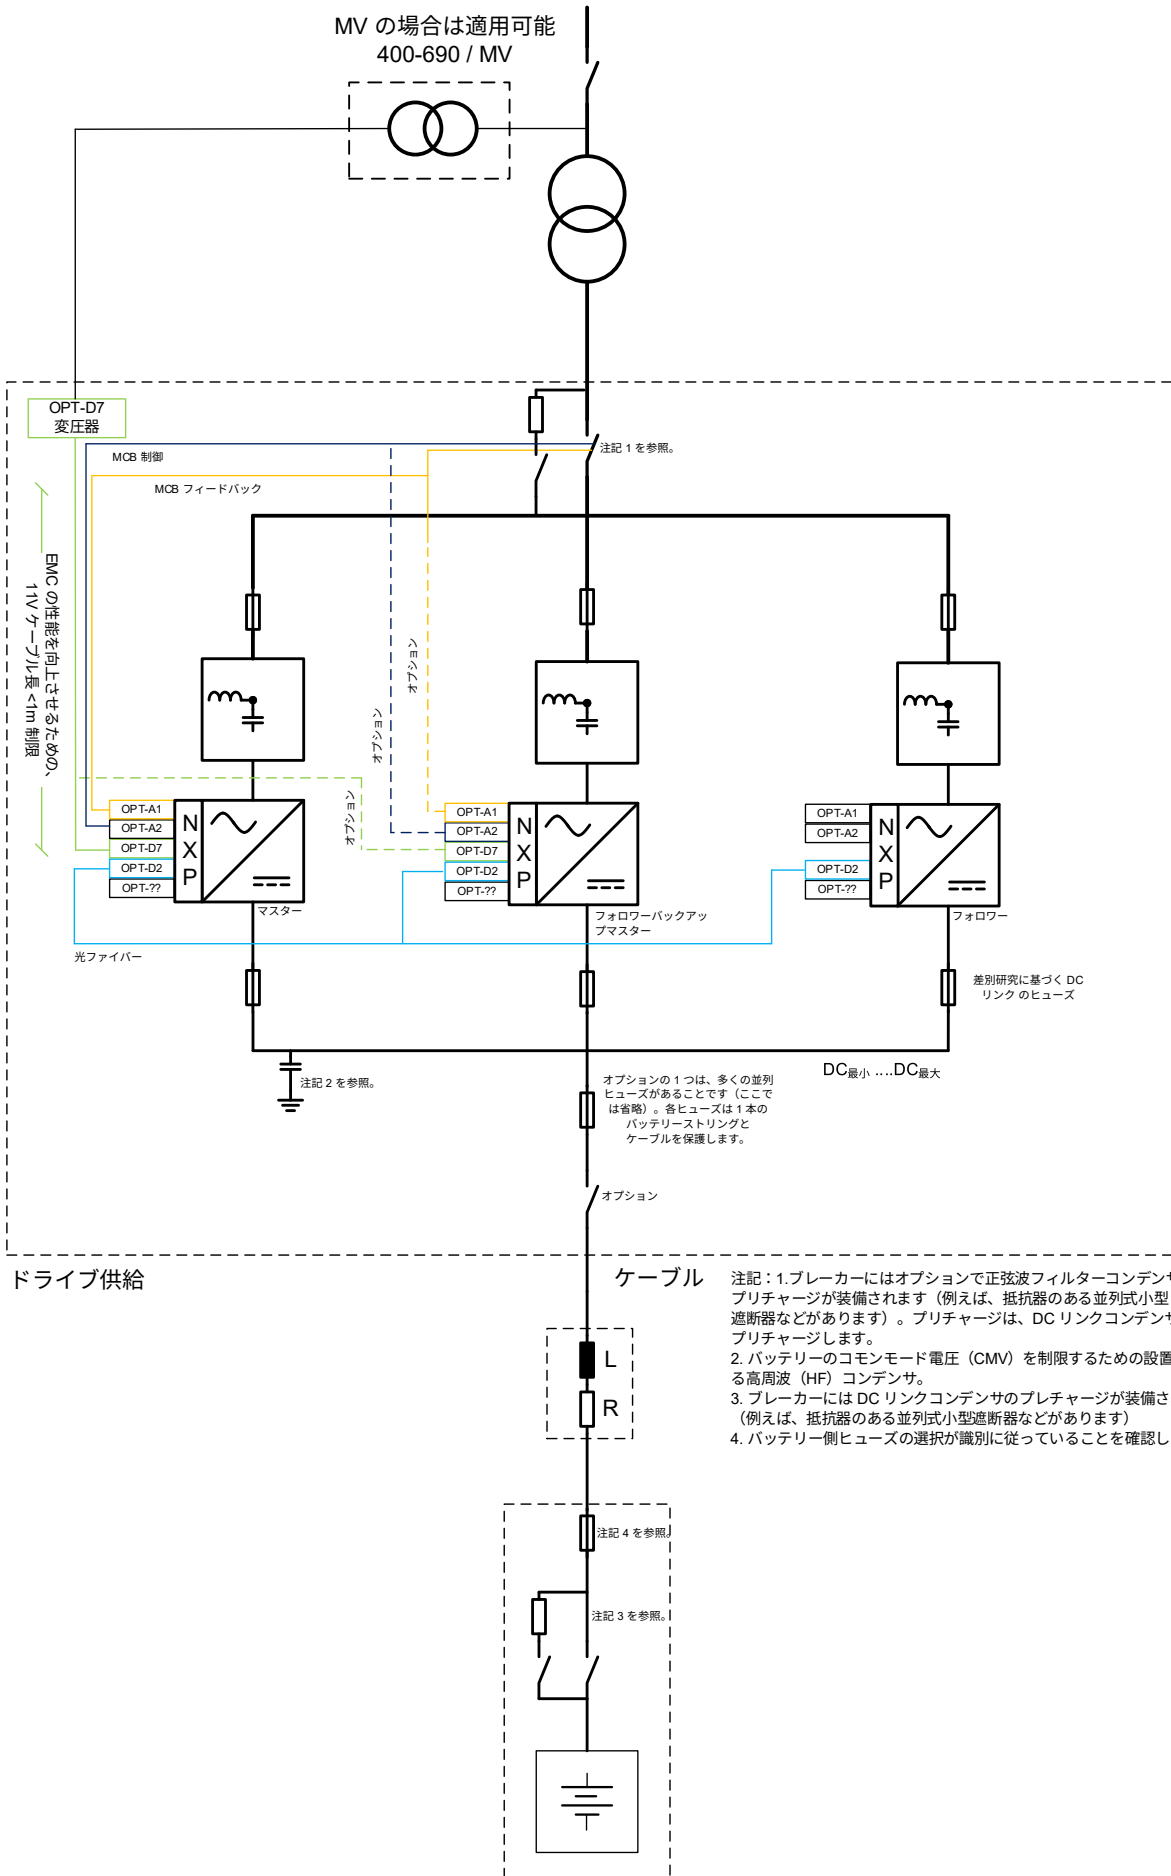 MV の場合は適用可能
400-690 / MV
OPT-D7
変圧器
MCB 制御
MCB フィードバック
注記 1 を参照。
EMC の性能を向上させるための、
11V ケーブル長 <1m 制限
オプション
オプション
オプション
OPT-A1
OPT-A2
OPT-D7
OPT-D2
OPT-??
N
X
P
マスター
OPT-A1
OPT-A2
OPT-D7
OPT-D2
OPT-??
N
X
P
フォロワーバックアッ
プマスター
OPT-A1
OPT-A2
OPT-D2
OPT-??
N
X
P
フォロワー
光ファイバー
差別研究に基づく DC
リンク のヒューズ
注記 2 を参照。
DC最小 ....DC最大
オプションの 1 つは、多くの並列
ヒューズがあることです（ここで
は省略）。各ヒューズは 1 本の
バッテリーストリングと
ケーブルを保護します。
オプション
ドライブ供給
ケーブル
注記：1.ブレーカーにはオプションで正弦波フィルターコンデンサ
プリチャージが装備されます（例えば、抵抗器のある並列式小型
遮断器などがあります）。プリチャージは、DC リンクコンデンサ
プリチャージします。
2. バッテリーのコモンモード電圧（CMV）を制限するための設置
る高周波（HF）コンデンサ。
3. ブレーカーには DC リンクコンデンサのプレチャージが装備さ
（例えば、抵抗器のある並列式小型遮断器などがあります）
4. バッテリー側ヒューズの選択が識別に従っていることを確認し
L
R
注記 4 を参照。
注記 3 を参照。